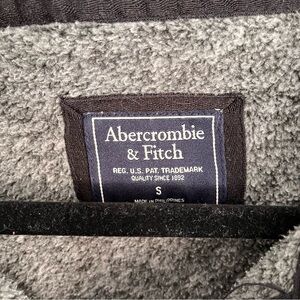 Abercrombie
& Fitch
REG. U.S. PAT. TRADEMARK
QUALITY SINCE 1892
S
MADE IN PHILIPPINES